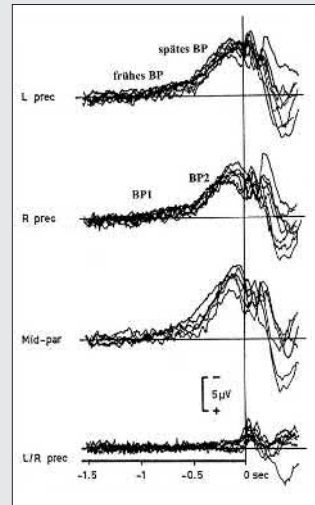 spätes BP
frühes BP
L prec
BP1
BP2
R prec
Mid-par
−
5µV
+
L/R prec
-1.5
-1
-0.5
0 sec